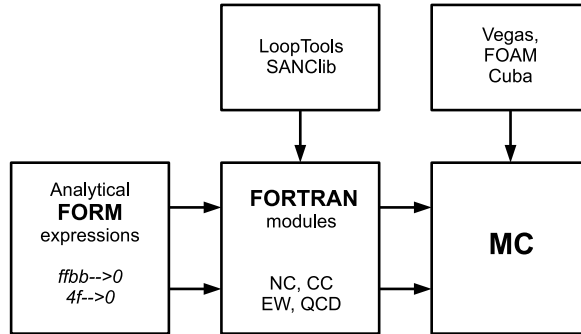 LoopTools
SANClib
Vegas,
FOAM
Cuba
Analytical
FORM
expressions
ffbb-->0
4f-->0
FORTRAN
modules
NC, CC
EW, QCD
MC